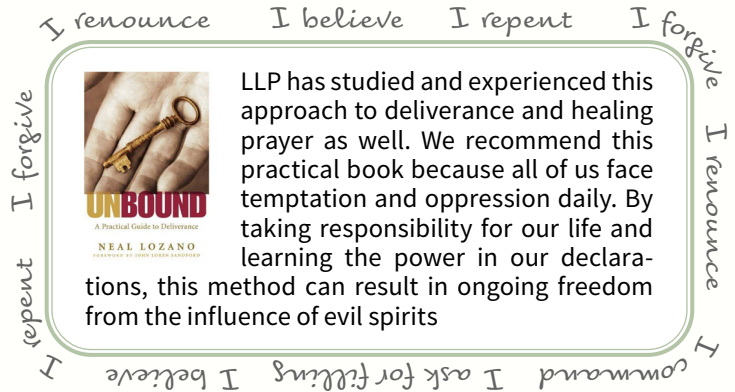 I renounce
I believe
I repent
I forgive
I renounce
I command
I ask for filling
I believe
I repent
I forgive
LLP has studied and experienced this
approach to deliverance and healing
prayer as well. We recommend this
practical book because all of us face
temptation and oppression daily. By
taking responsibility for our life and
learning the power in our declara-
tions, this method can result in ongoing freedom
from the influence of evil spirits
UNBOUND
A Practical Guide to Deliverance
NEAL LOZANO
FOREWORD BY JOHN LOREN SANDFORD